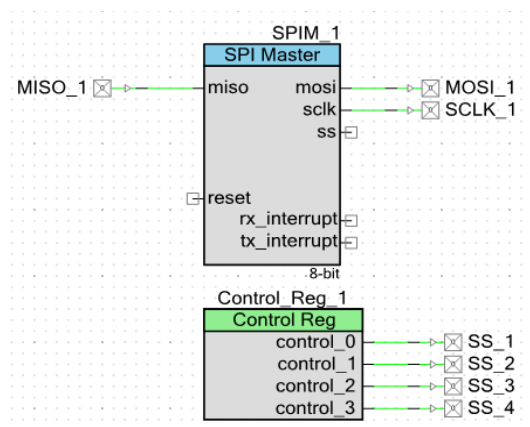 SPIM_1
SPI Master
MISO_1 miso mosi MOSI_1
sclk SCLK_1
ss
reset
rx_interrupt
tx_interrupt
8-bit
Control_Reg_1
Control Reg
control_0 SS_1
control_1 SS_2
control_2 SS_3
control_3 SS_4